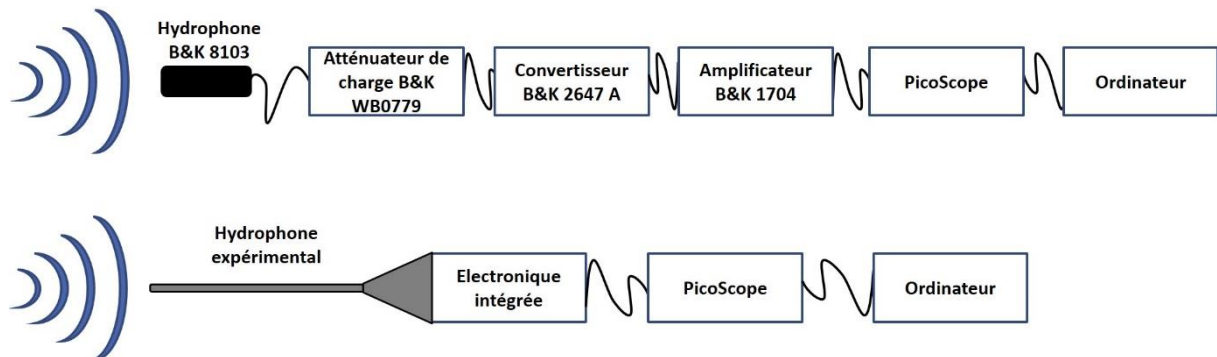 Hydrophone
B&K 8103
Atténuateur de
charge B&K
WB0779
Convertisseur
B&K 2647 A
Amplificateur
B&K 1704
PicoScope
Ordinateur
Hydrophone
expérimental
Electronique
intégrée
PicoScope
Ordinateur